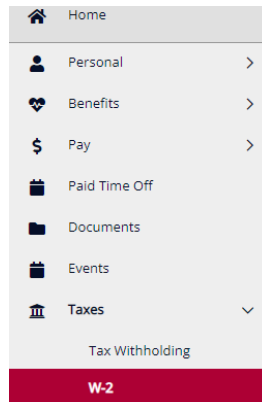 Home
Personal
Benefits
Pay
Paid Time Off
Documents
Events
Taxes
Tax Withholding
W-2